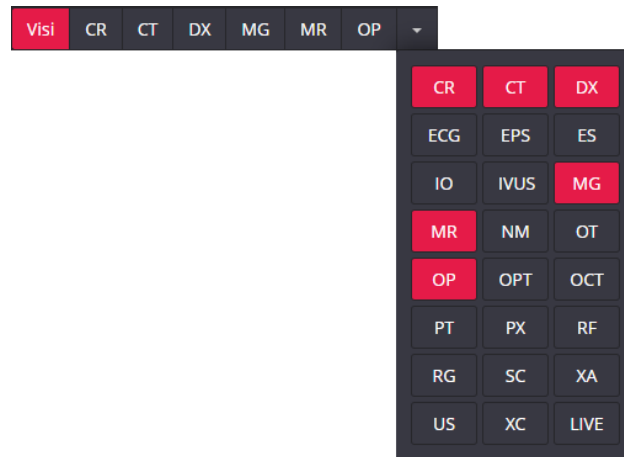 Visi CR CT DX MG MR OP
CR CT DX
ECG EPS ES
IO IVUS MG
MR NM OT
OP OPT OCT
PT PX RF
RG SC XA
US XC LIVE